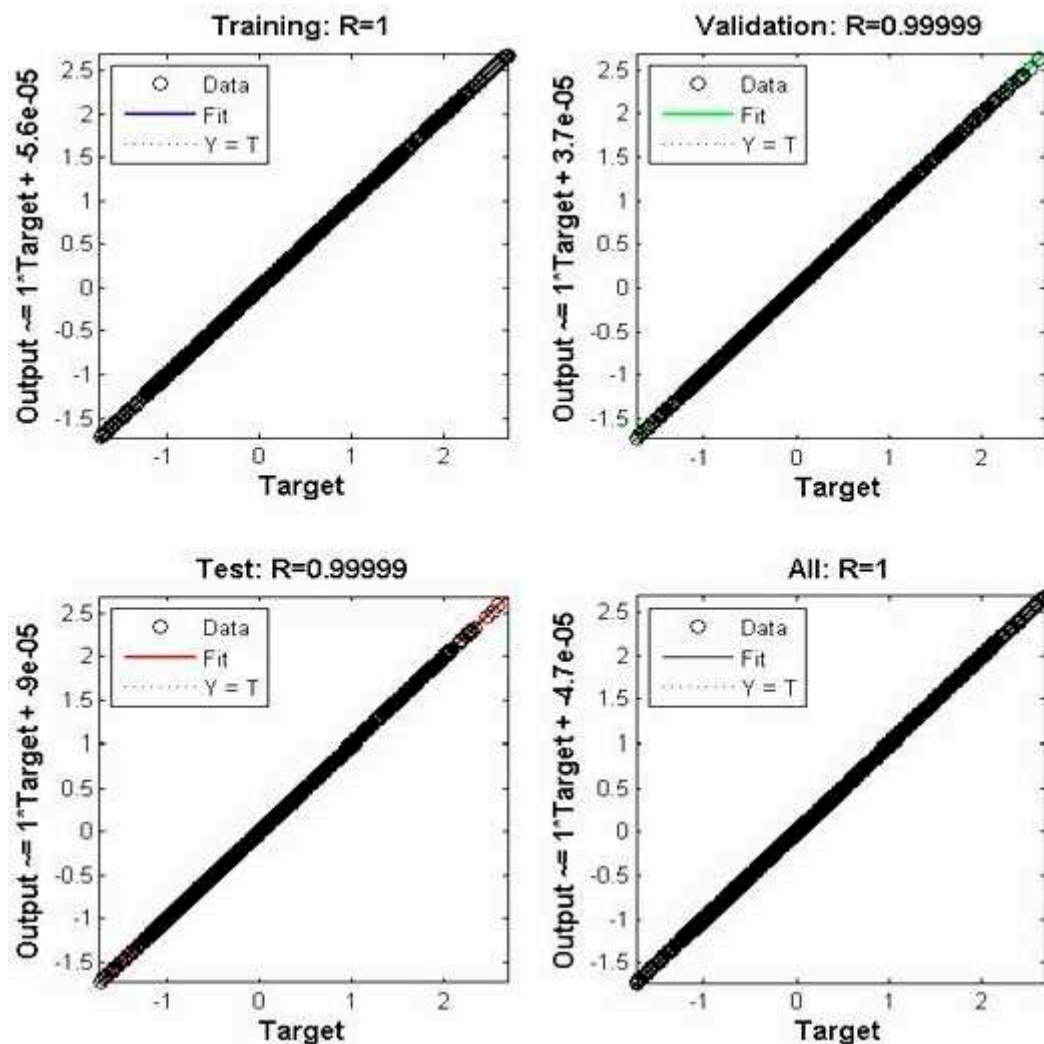 Training: R=1
Output ~= 1*Target + -5.6e-05
2.5
2
1.5
1
0.5
0
-0.5
-1
-1.5
Data
Fit
Y = T
-1 0 1 2
Target
Validation: R=0.99999
Output ~= 1*Target + 3.7e-05
2.5
2
1.5
1
0.5
0
-0.5
-1
-1.5
Data
Fit
Y = T
-1 0 1 2
Target
Test: R=0.99999
Output ~= 1*Target + -9e-05
2.5
2
1.5
1
0.5
0
-0.5
-1
-1.5
Data
Fit
Y = T
-1 0 1 2
Target
All: R=1
Output ~= 1*Target + -4.7e-05
2.5
2
1.5
1
0.5
0
-0.5
-1
-1.5
Data
Fit
Y = T
-1 0 1 2
Target